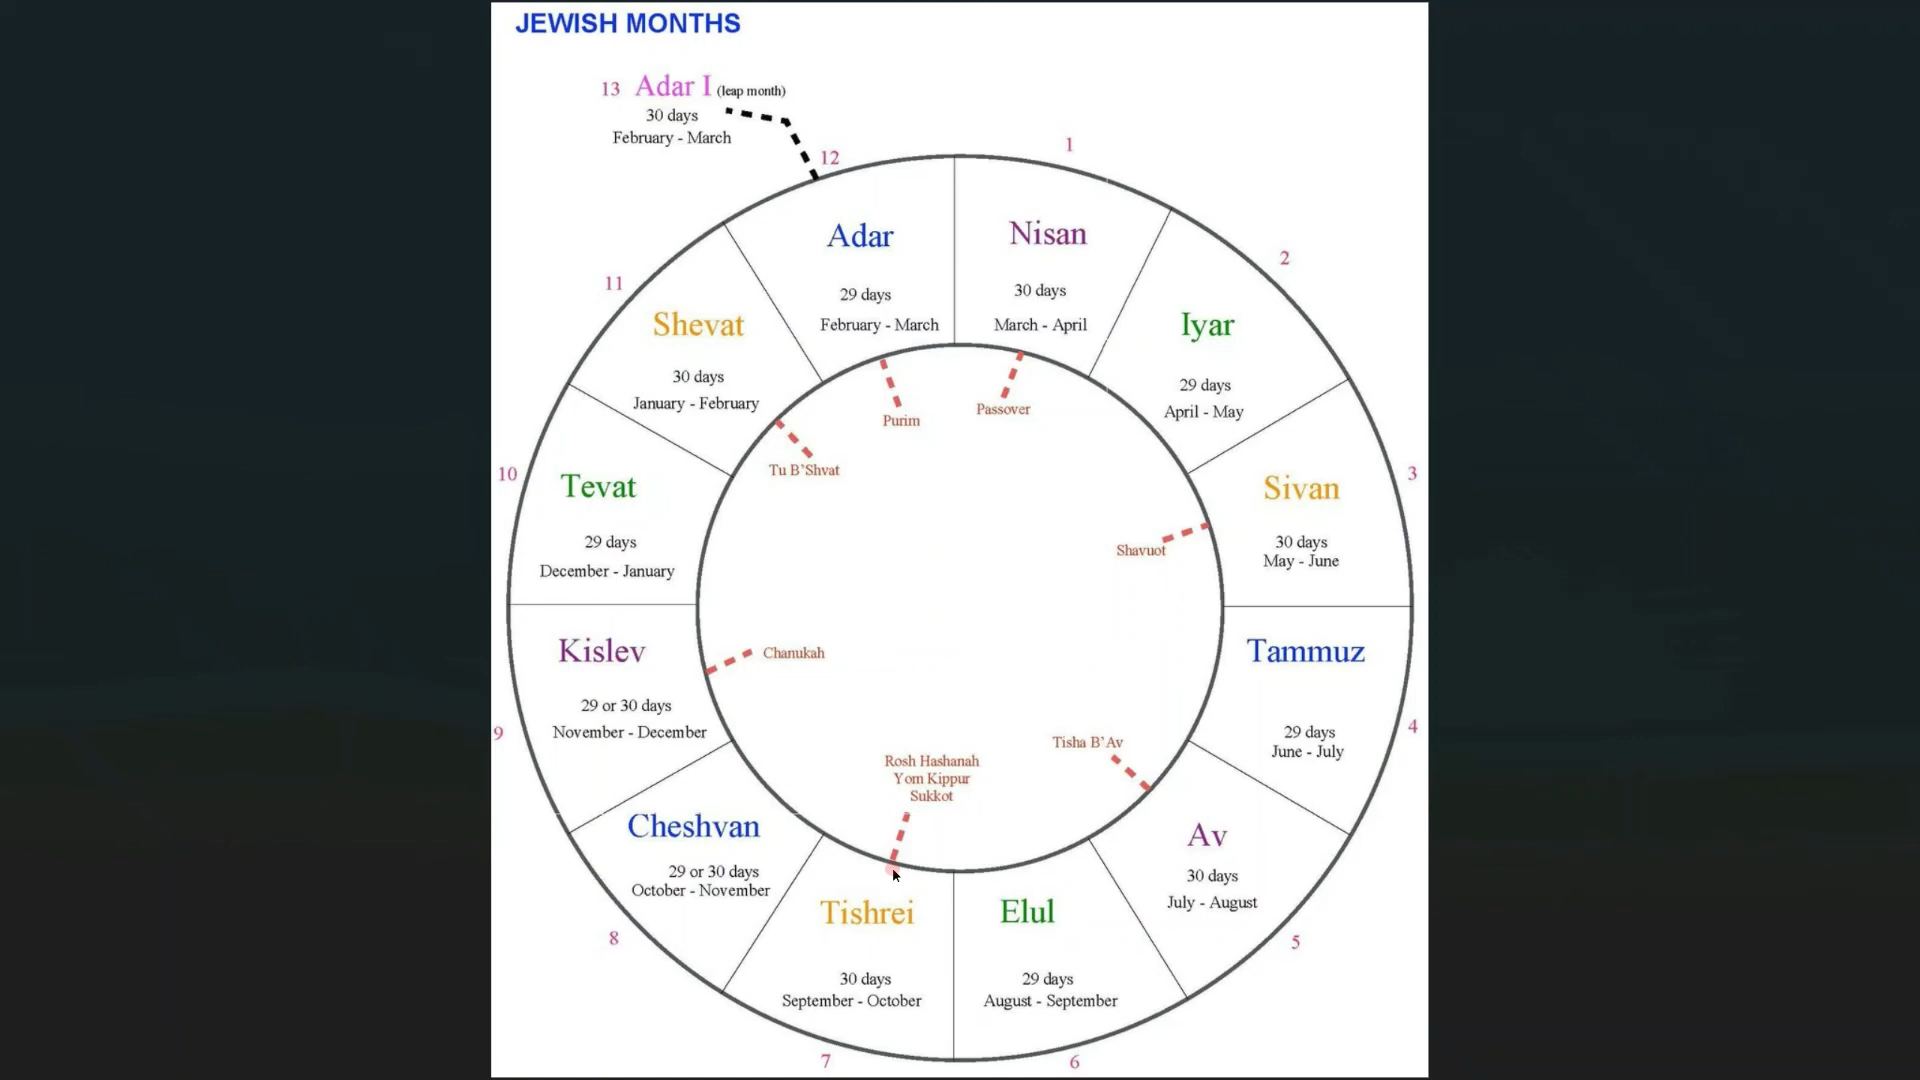 JEWISH MONTHS
13 Adar I (leap month)
30 days
February - March
12
Adar
29 days
February - March
Purim
1
Nisan
30 days
March - April
Passover
2
Iyar
29 days
April - May
3
Sivan
30 days
May - June
Shavuot
4
Tammuz
29 days
June - July
5
Av
30 days
July - August
Tisha B'Av
6
Elul
29 days
August - September
7
Tishrei
30 days
September - October
Rosh Hashanah
Yom Kippur
Sukkot
8
Cheshvan
29 or 30 days
October - November
9
Kislev
29 or 30 days
November - December
Chanukah
10
Tevat
29 days
December - January
11
Shevat
30 days
January - February
Tu B'Shvat